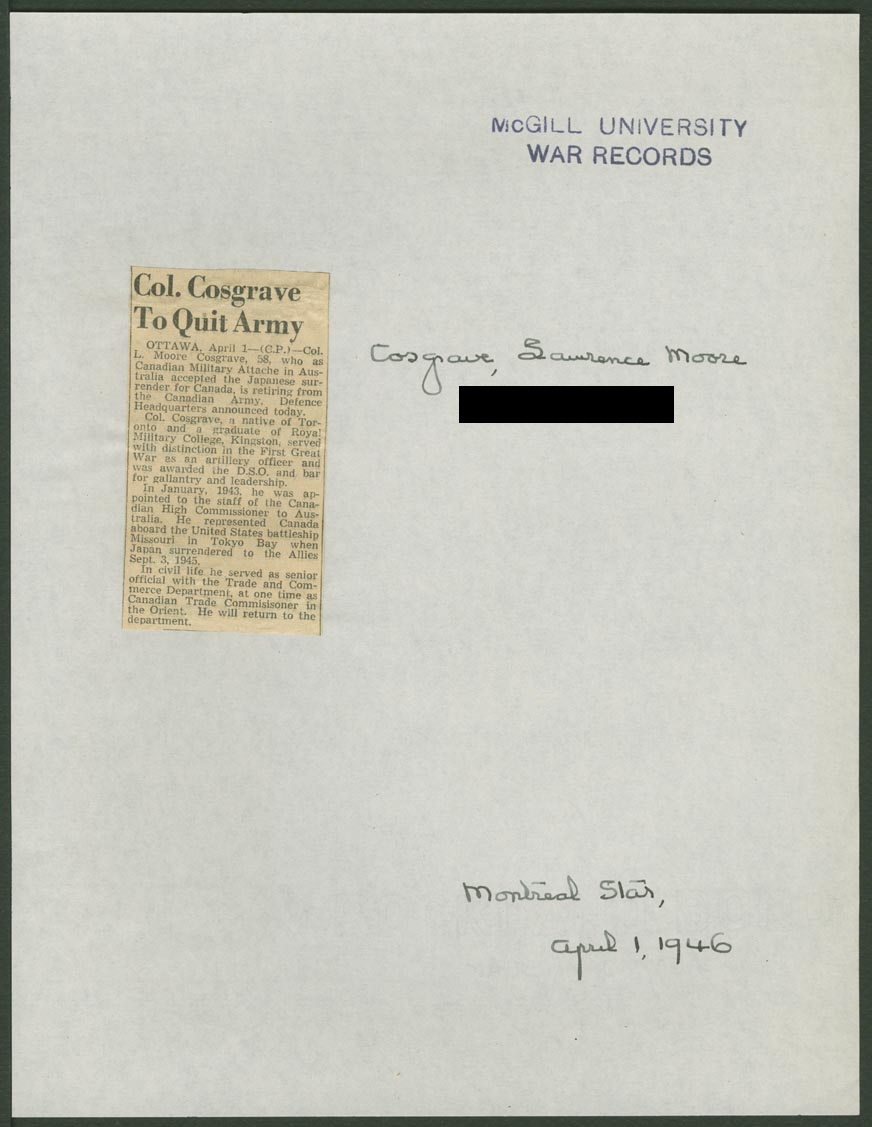 McGILL UNIVERSITY
WAR RECORDS
Col. Cosgrave
To Quit Army
OTTAWA, April 1—(C.P.)—Col.
L. Moore Cosgrave, 58, who as
Canadian Military Attache in Aus-
tralia accepted the Japanese sur-
render for Canada, is retiring from
the Canadian Army, Defence
Headquarters announced today.
Col. Cosgrave, a native of Tor-
onto and a graduate of Royal
Military College, Kingston, served
with distinction in the First Great
War as an artillery officer and
was awarded the D.S.O. and bar
for gallantry and leadership.
In January, 1943, he was ap-
pointed to the staff of the Cana-
dian High Commissioner to Aus-
tralia. He represented Canada
aboard the United States battleship
Missouri in Tokyo Bay when
Japan surrendered to the Allies
Sept. 3, 1945.
In civil life he served as senior
official with the Trade and Com-
merce Department, at one time as
Canadian Trade Commisisoner in
the Orient. He will return to the
department.
Cosgrave, Lawrence Moore
Montreal Star,
April 1, 1946